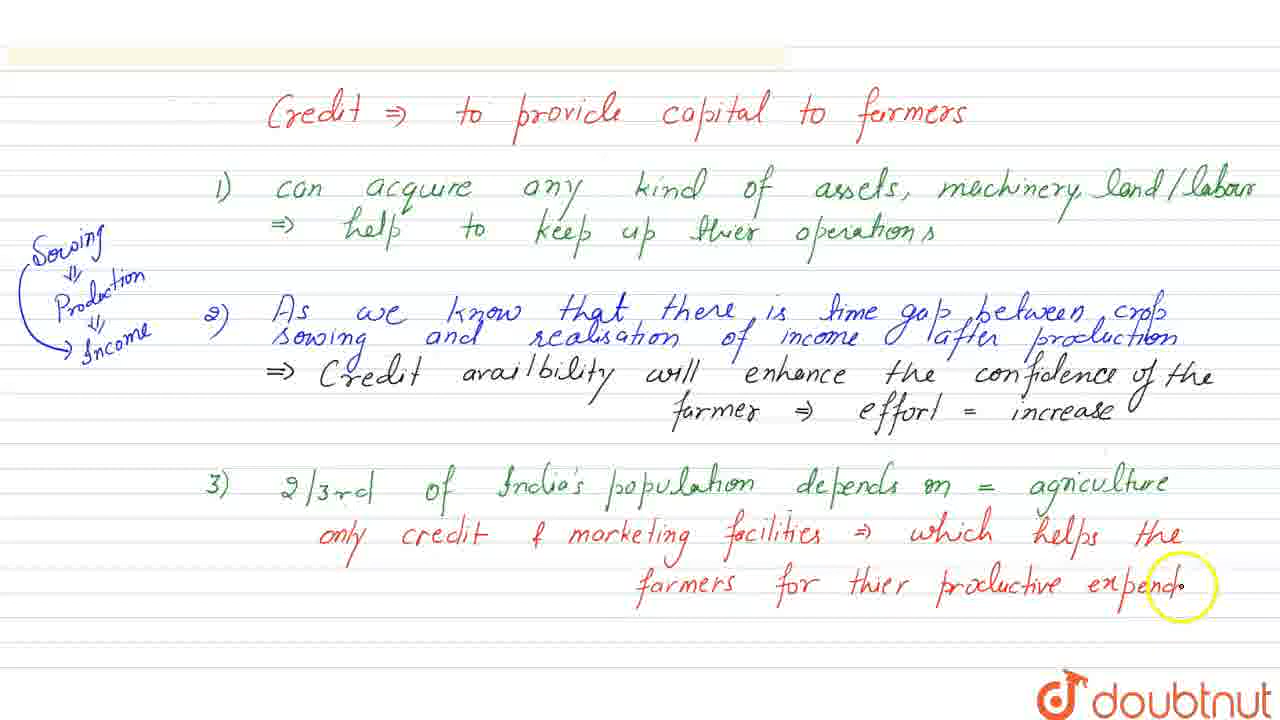 Credit ⇒ to provide capital to farmers
1) can acquire any kind of assets, machinery, land/labour
⇒ help to keep up thier operations
Sowing
⇓
Production
⇓
Income
2) As we know that there is time gap between crop
sowing and realisation of income after production
⇒ Credit availbility will enhance the confidence of the
farmer ⇒ effort = increase
3) 2/3rd of India's population depends on = agriculture
only credit & marketing facilities ⇒ which helps the
farmers for thier productive expend
doubtnut